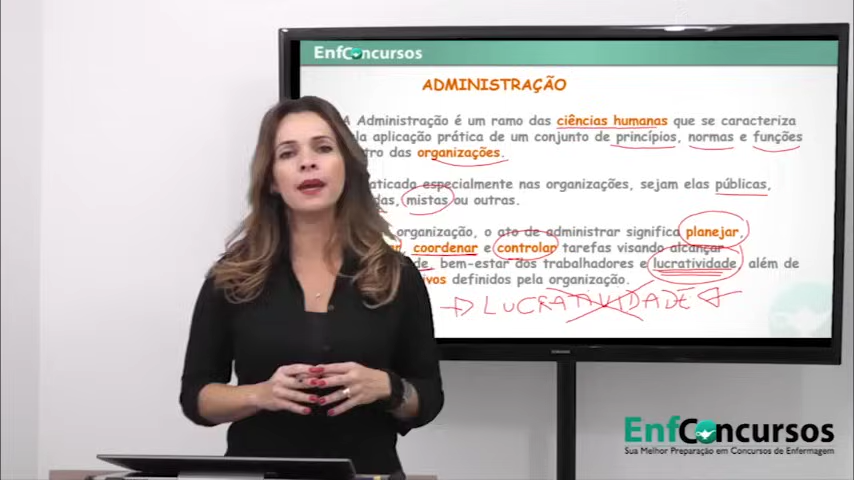 EnfConcursos
ADMINISTRAÇÃO
A Administração é um ramo das ciências humanas que se caracteriza
aplicação prática de um conjunto de princípios, normas e funções
das organizações.
especialmente nas organizações, sejam elas públicas,
mistas ou outras.
organização, o ato de administrar significa planejar,
coordenar e controlar tarefas visando alcançar
bem-estar dos trabalhadores e lucratividade, além de
definidos pela organização.
→ LUCRATIVIDADE
EnfConcursos
Sua Melhor Preparação em Concursos de Enfermagem